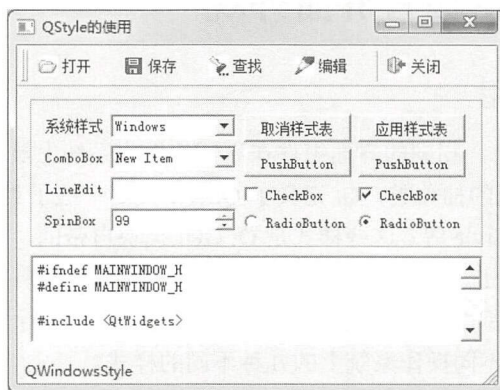 QStyle的使用
打开 保存 查找 编辑 关闭
系统样式 Windows 取消样式表 应用样式表
ComboBox New Item PushButton PushButton
LineEdit CheckBox CheckBox
SpinBox 99 RadioButton RadioButton
#ifndef MAINWINDOW_H
#define MAINWINDOW_H
#include <QtWidgets>
QWindowsStyle